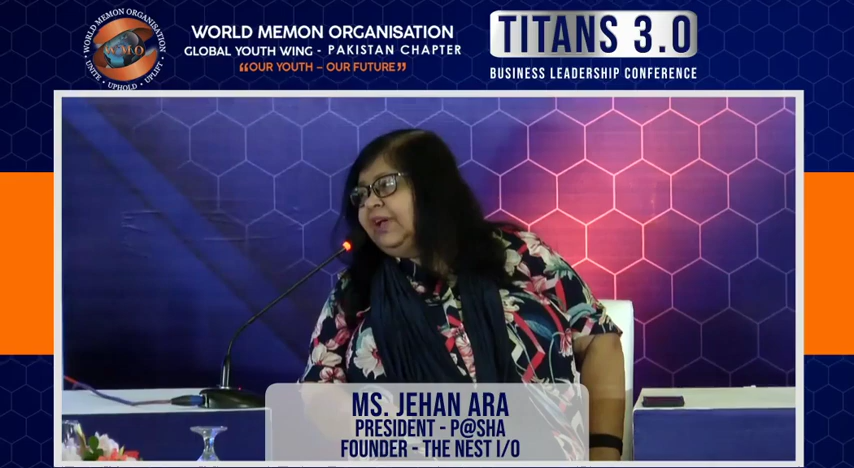 WORLD MEMON ORGANISATION
WMO
UNITE · UPHOLD · UPLIFT
WORLD MEMON ORGANISATION
GLOBAL YOUTH WING - PAKISTAN CHAPTER
“OUR YOUTH – OUR FUTURE”
TITANS 3.0
BUSINESS LEADERSHIP CONFERENCE
MS. JEHAN ARA
PRESIDENT - P@SHA
FOUNDER - THE NEST I/O